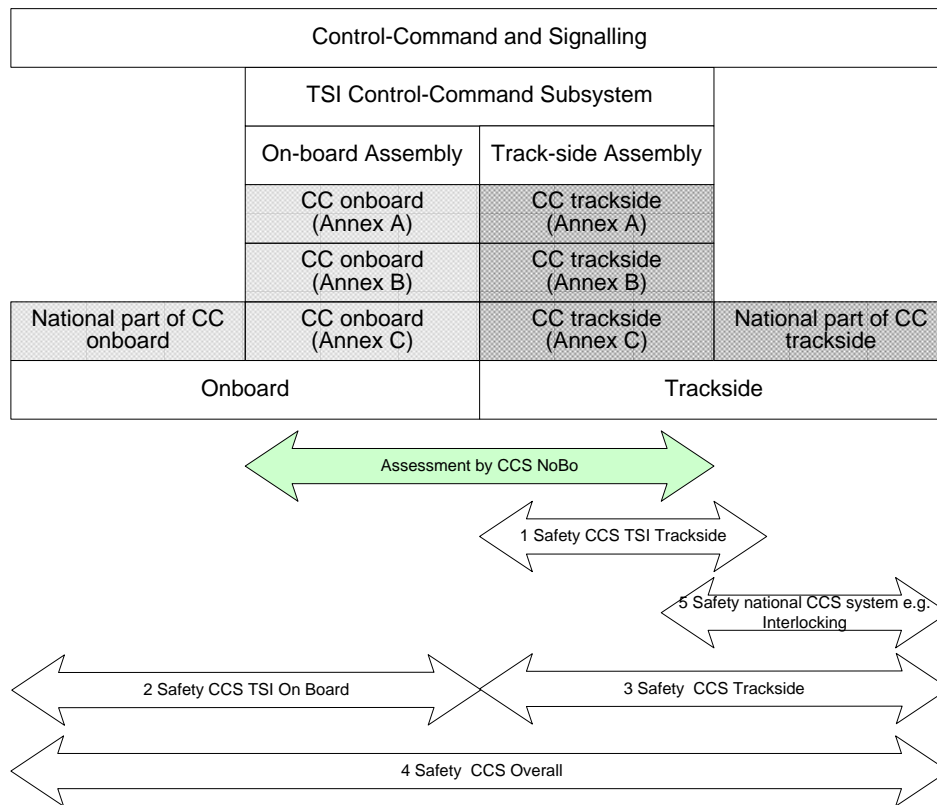 Control-Command and Signalling
TSI Control-Command Subsystem
On-board Assembly
Track-side Assembly
CC onboard
(Annex A)
CC trackside
(Annex A)
CC onboard
(Annex B)
CC trackside
(Annex B)
National part of CC
onboard
CC onboard
(Annex C)
CC trackside
(Annex C)
National part of CC
trackside
Onboard
Trackside
Assessment by CCS NoBo
1 Safety CCS TSI Trackside
5 Safety national CCS system e.g.
Interlocking
2 Safety CCS TSI On Board
3 Safety CCS Trackside
4 Safety CCS Overall